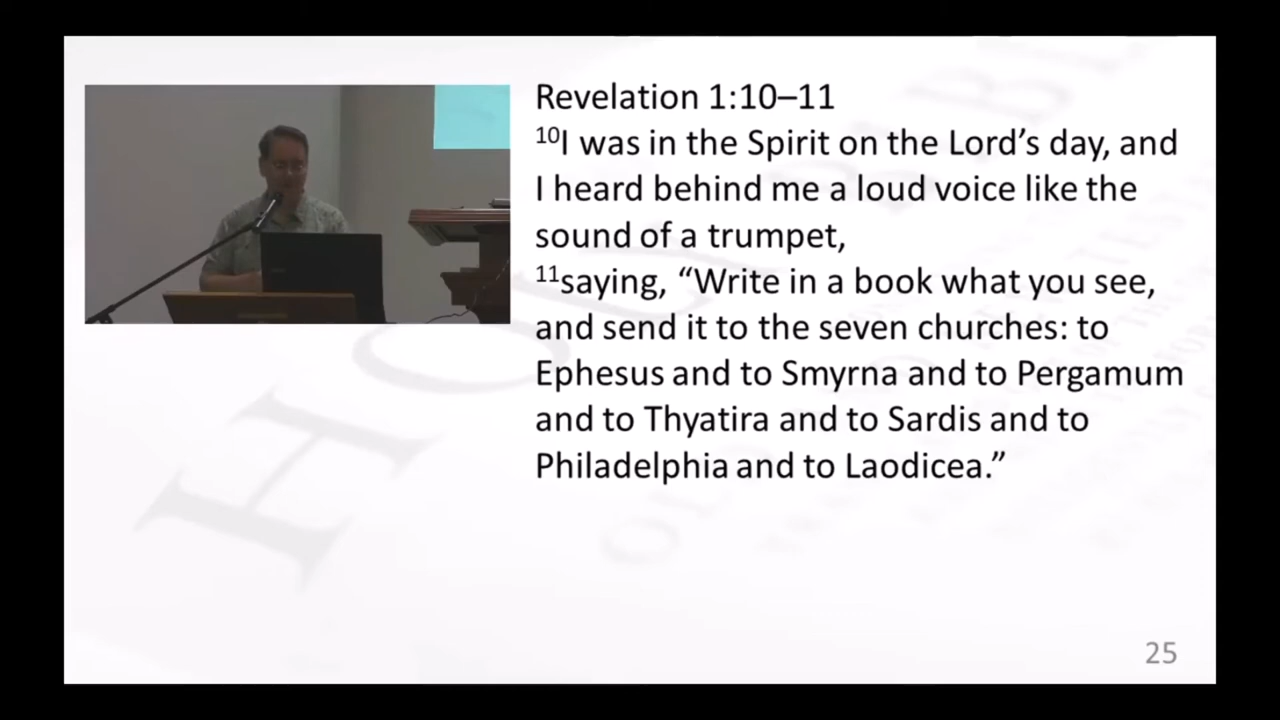 Revelation 1:10–11
10I was in the Spirit on the Lord’s day, and
I heard behind me a loud voice like the
sound of a trumpet,
11saying, “Write in a book what you see,
and send it to the seven churches: to
Ephesus and to Smyrna and to Pergamum
and to Thyatira and to Sardis and to
Philadelphia and to Laodicea.”
HOLY BIBLE
25